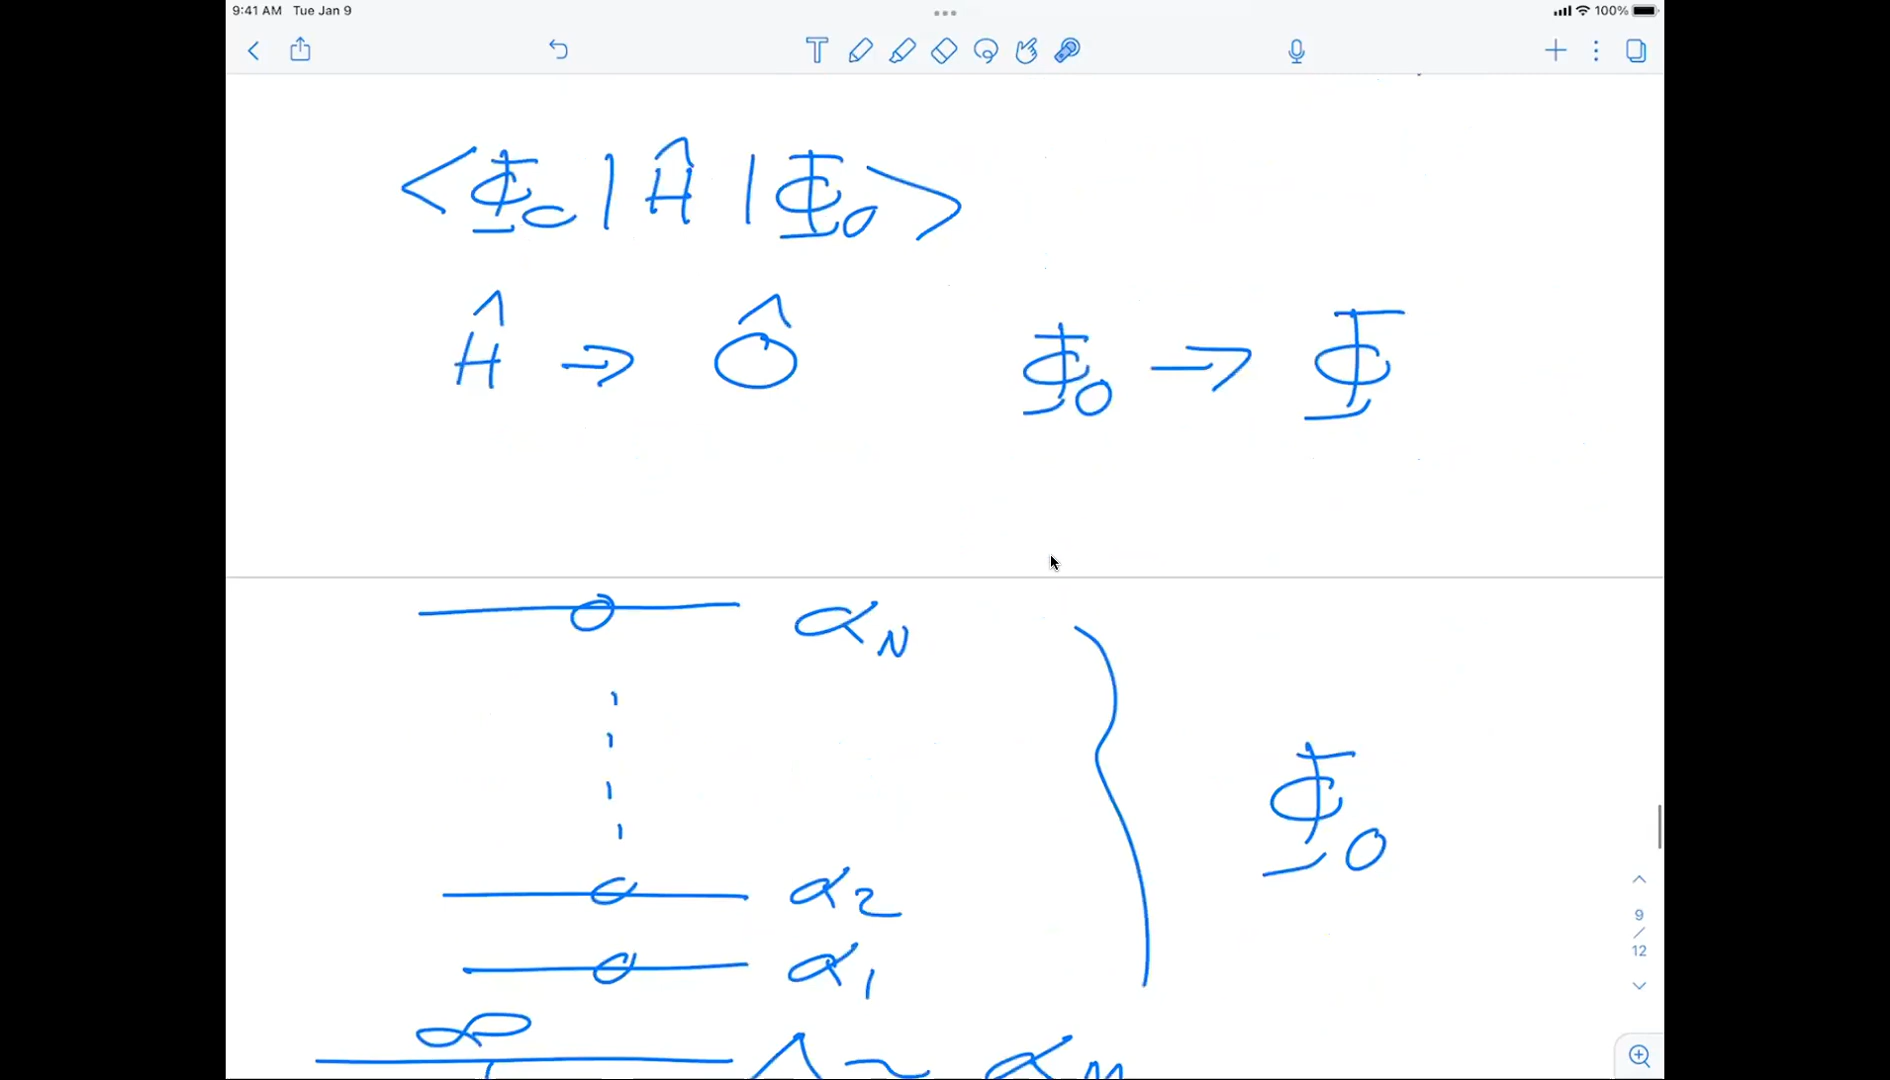 9:41 AM Tue Jan 9
100%
<Φ₀|Ĥ|Φ₀>
Ĥ → Ô Φ₀ → Φ
α_N
Φ₀
α₂
α₁
∞
9
/
12